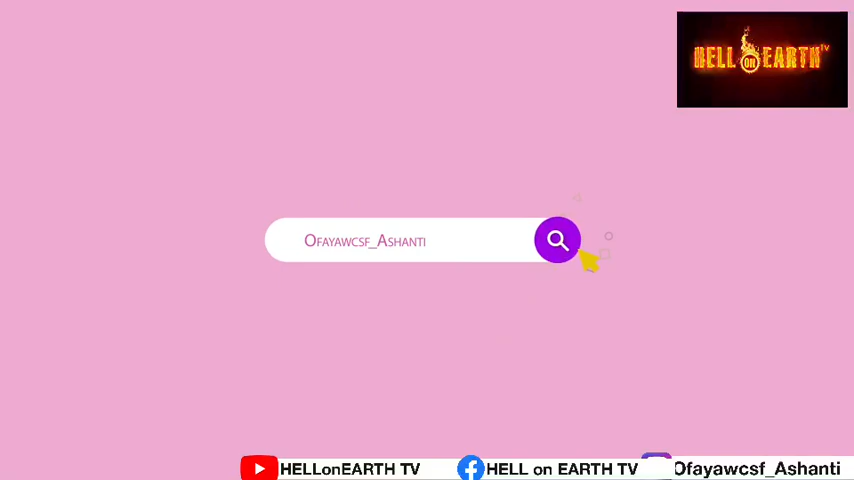 HELL ON EARTH TV
Ofayawcsf_Ashanti
HELLonEARTH TV
HELL on EARTH TV
Ofayawcsf_Ashanti